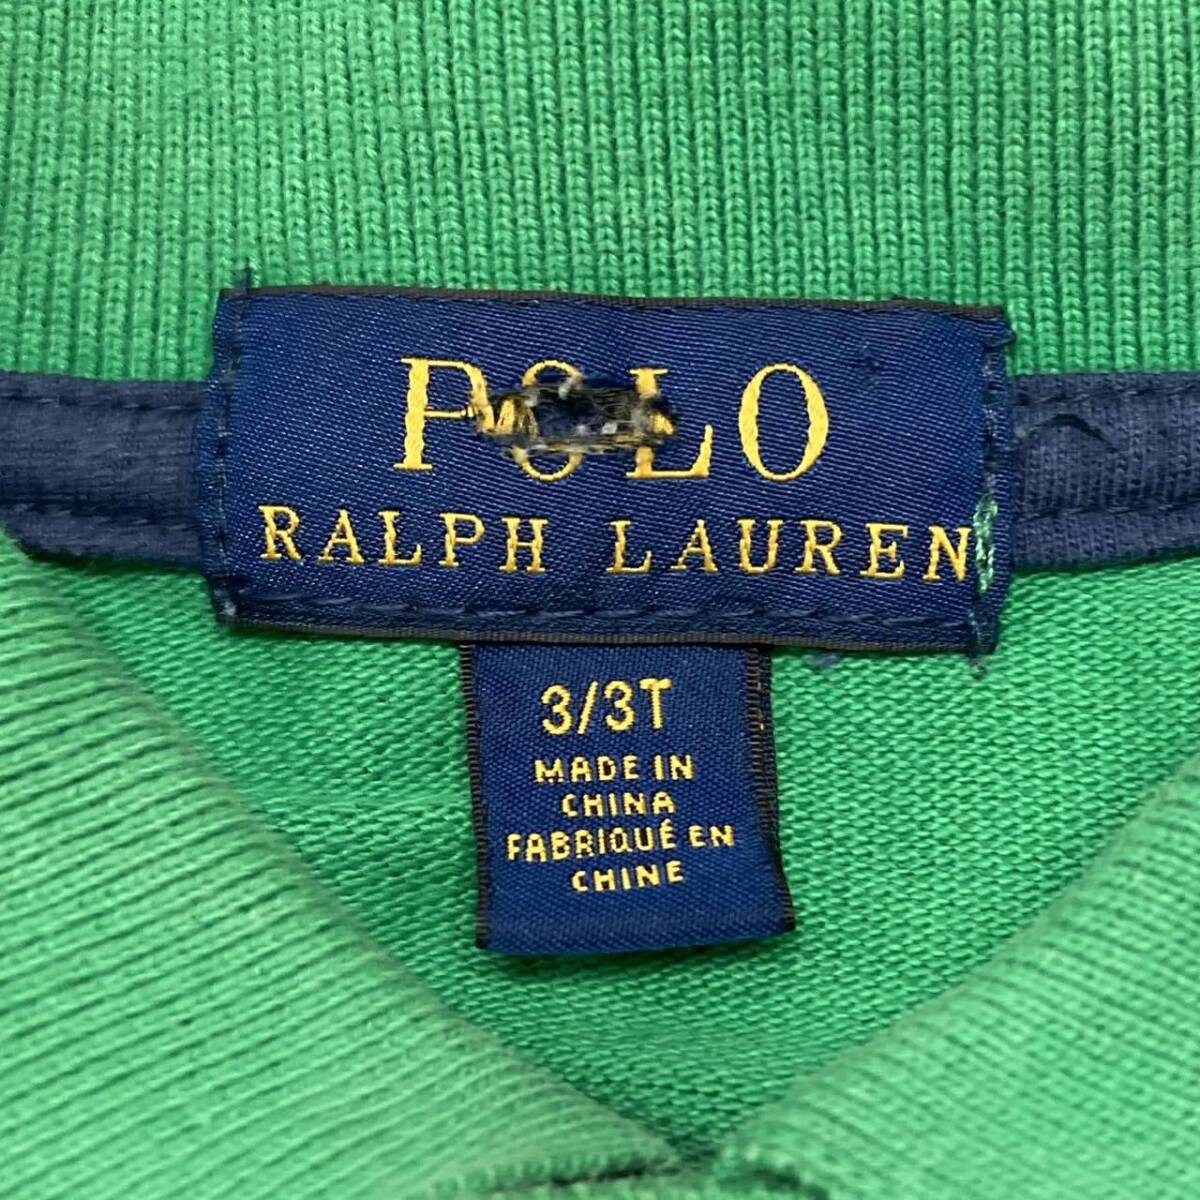 POLO
RALPH LAUREN
3/3T
MADE IN
CHINA
FABRIQUÉ EN
CHINE